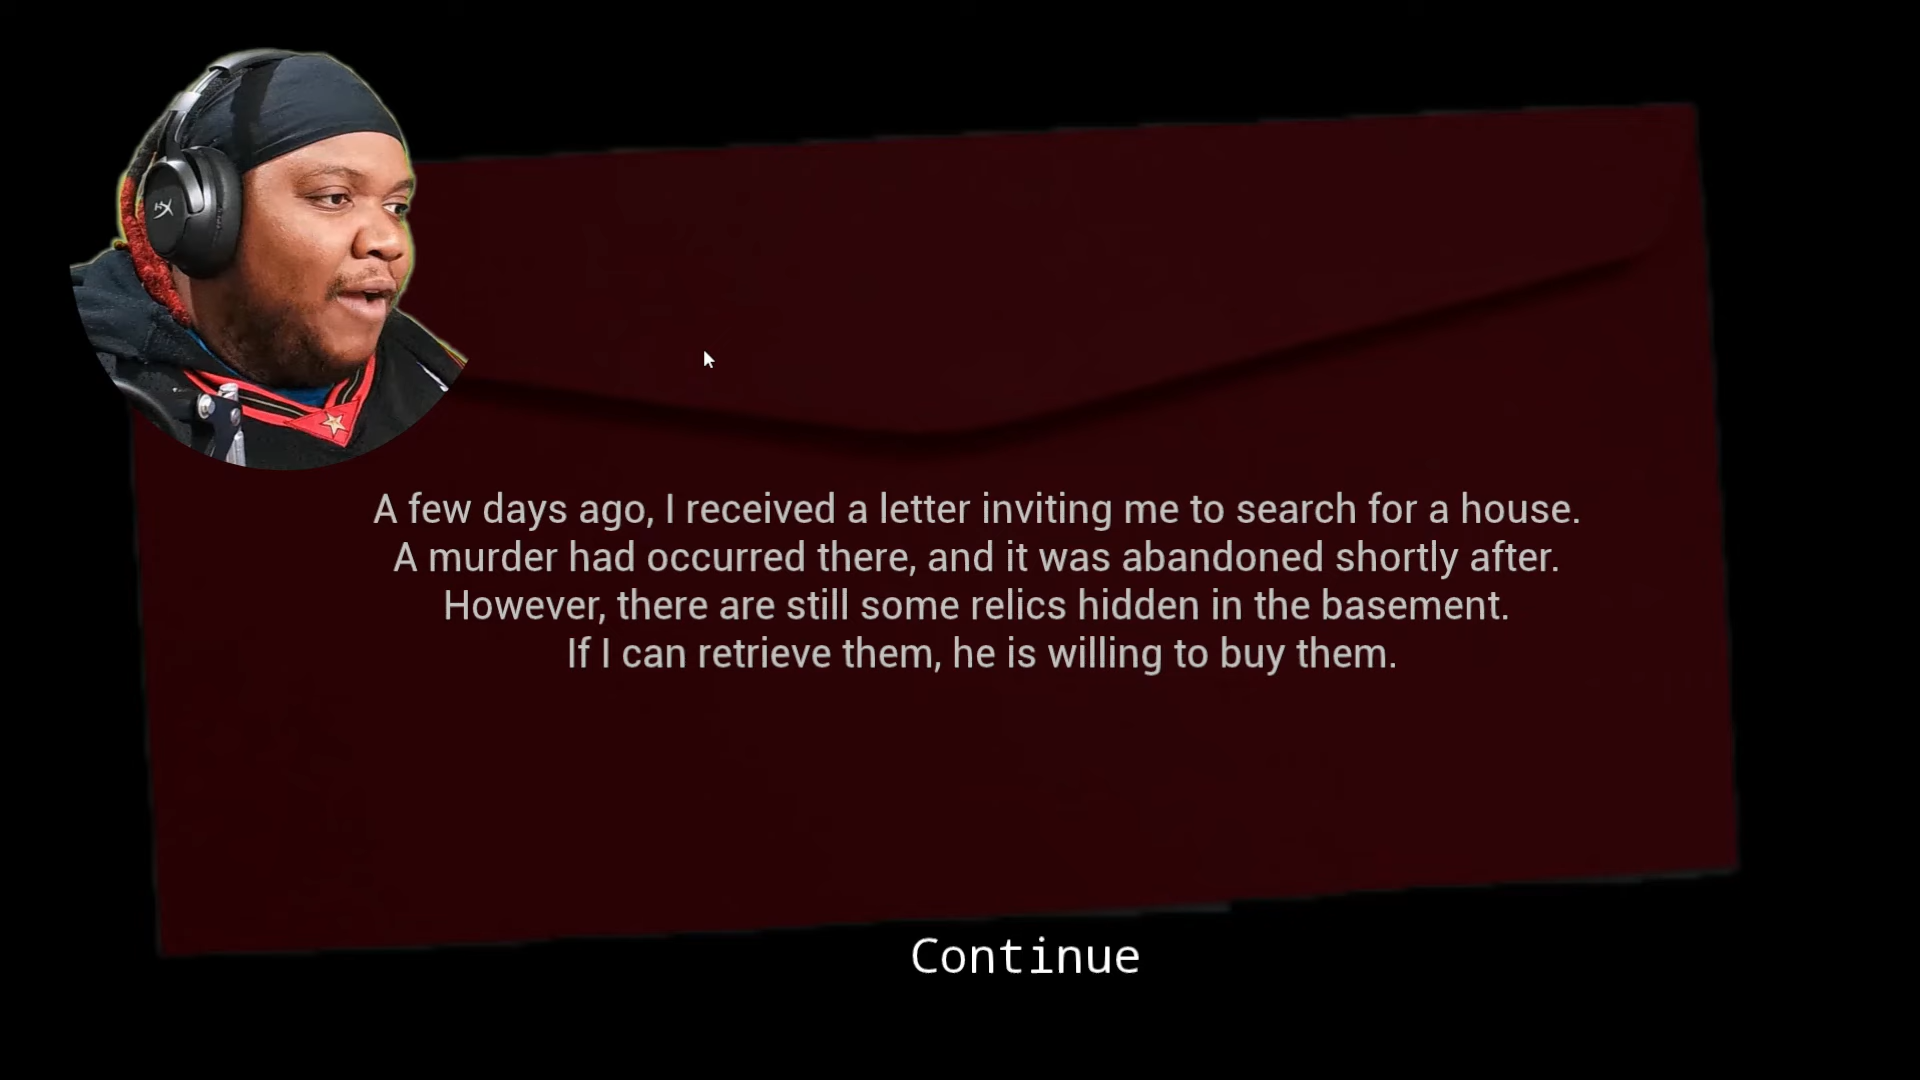 A few days ago, I received a letter inviting me to search for a house.
A murder had occurred there, and it was abandoned shortly after.
However, there are still some relics hidden in the basement.
If I can retrieve them, he is willing to buy them.
Continue